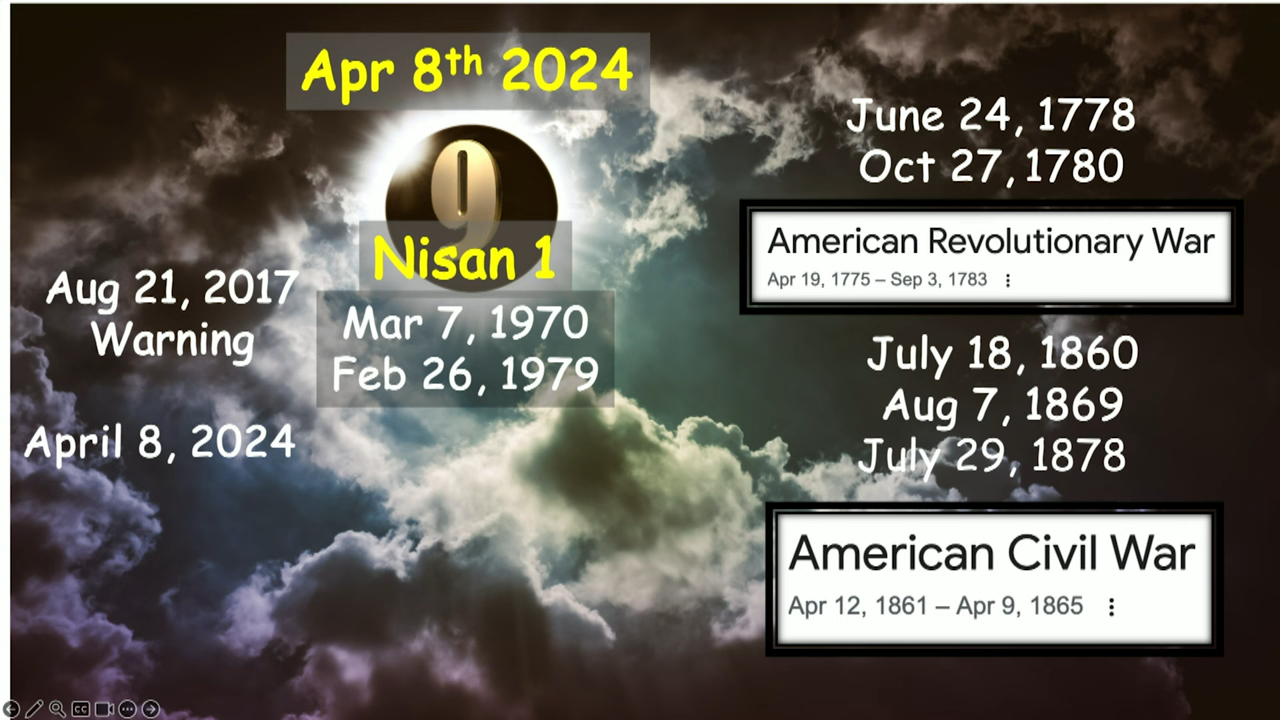 Apr 8th 2024
9
Nisan 1
Mar 7, 1970
Feb 26, 1979
Aug 21, 2017
Warning
April 8, 2024
June 24, 1778
Oct 27, 1780
American Revolutionary War
Apr 19, 1775 – Sep 3, 1783
July 18, 1860
Aug 7, 1869
July 29, 1878
American Civil War
Apr 12, 1861 – Apr 9, 1865
CC